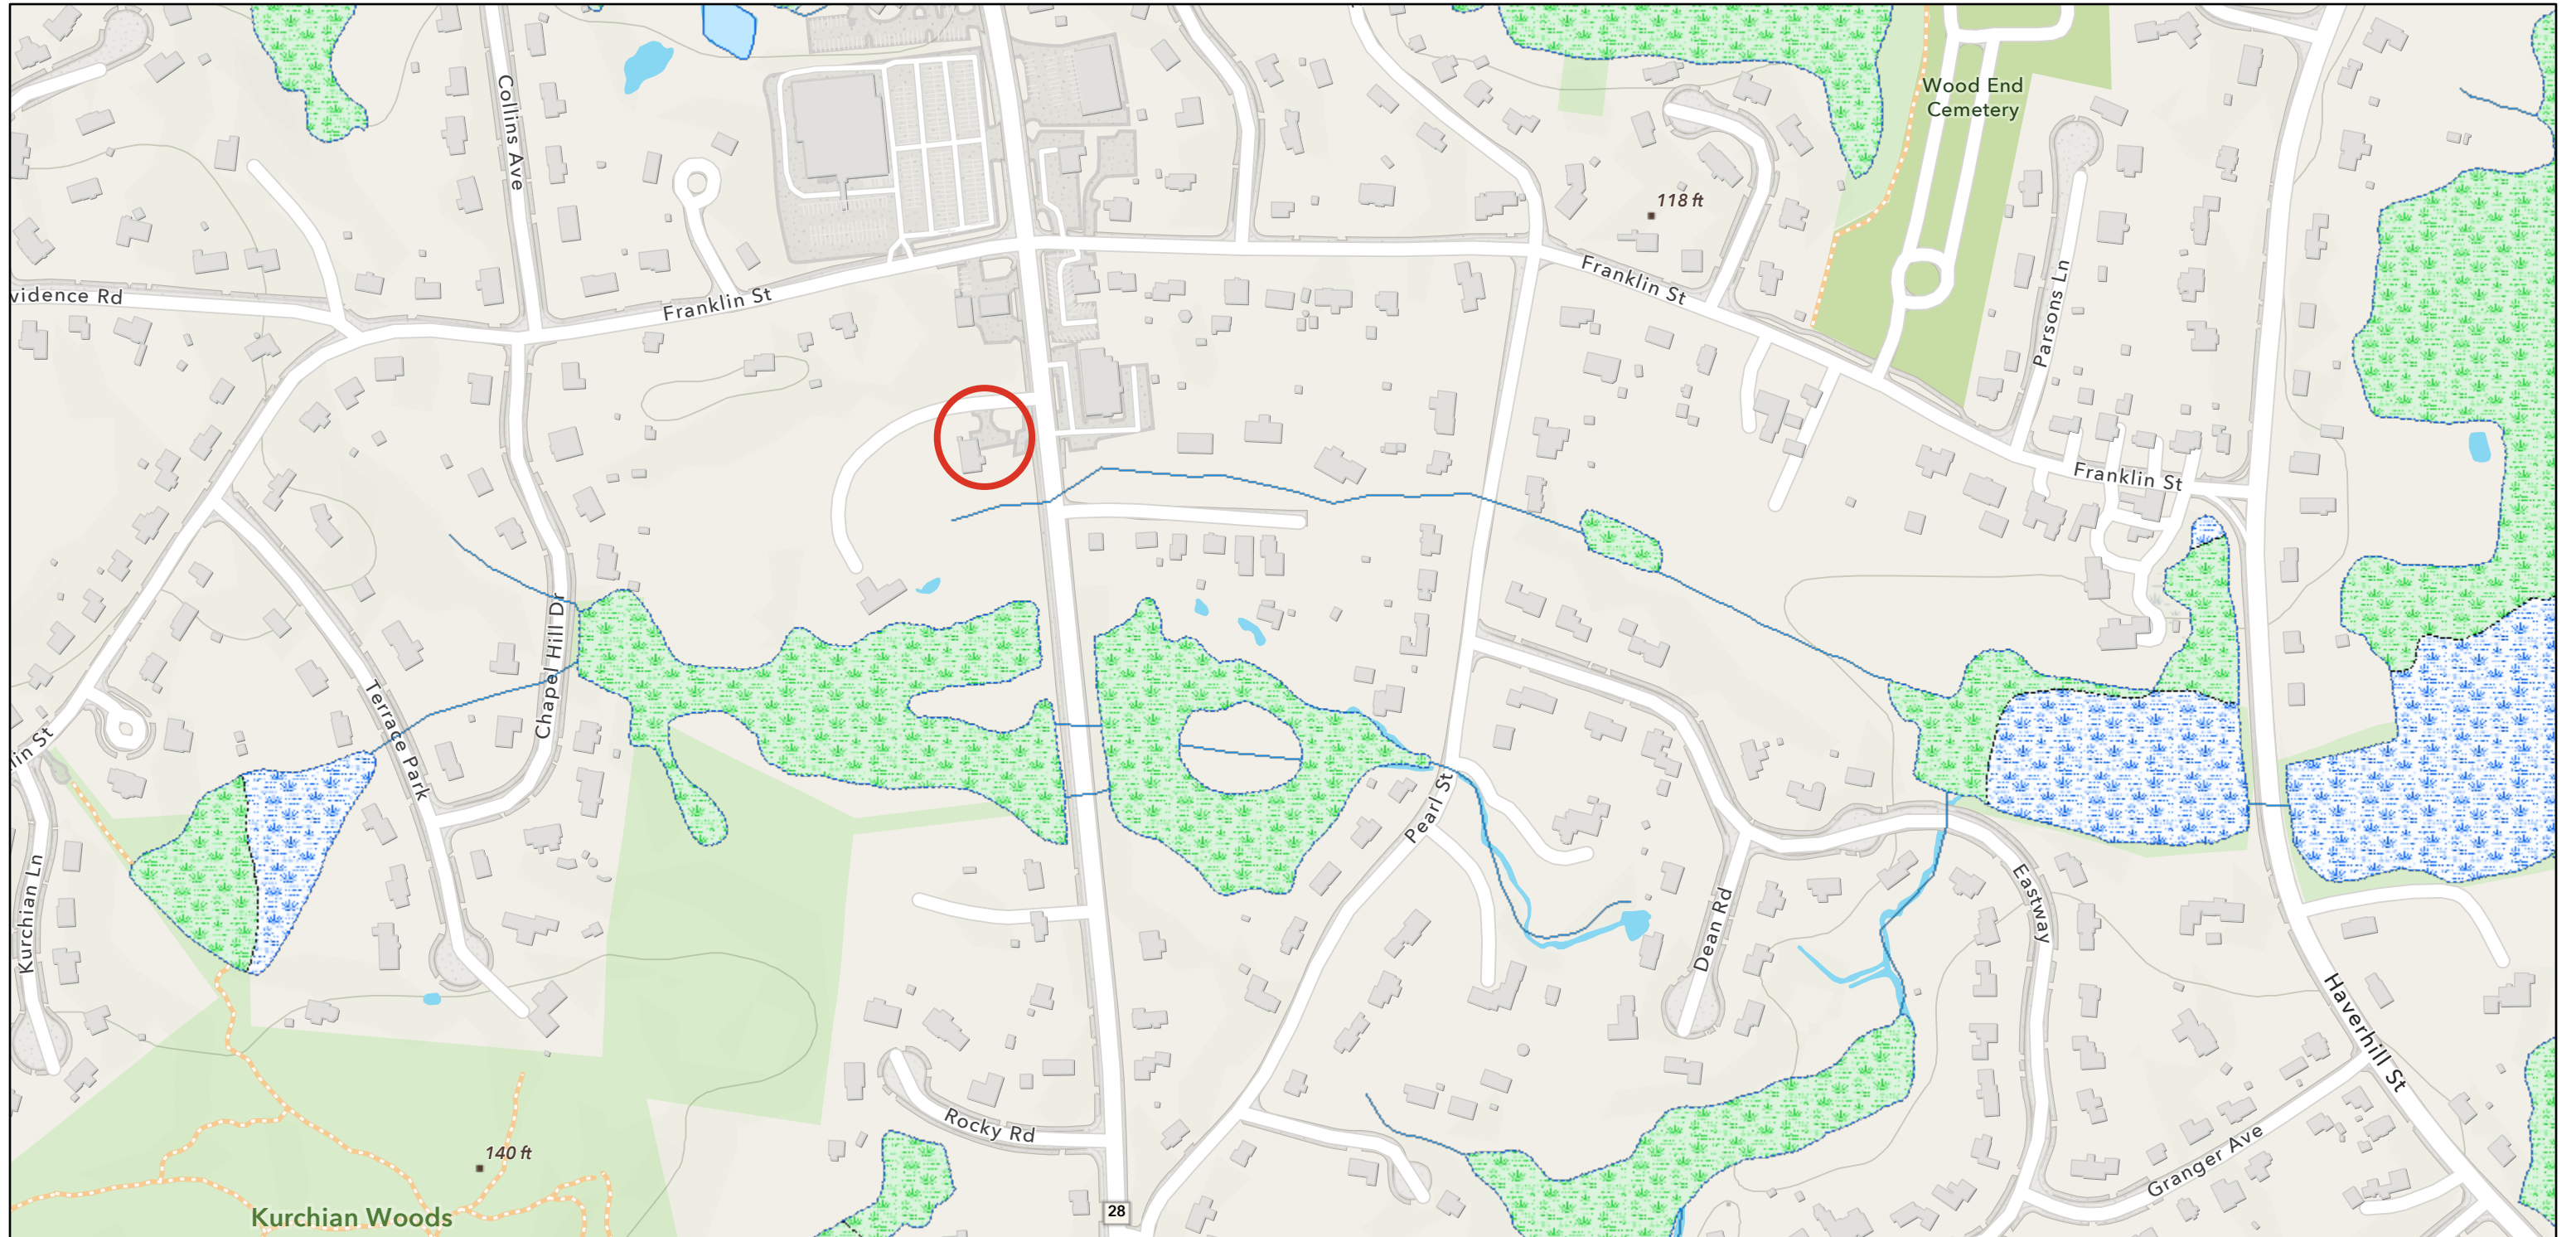 Collins Ave
Wood End
Cemetery
118 ft
vidence Rd
Franklin St
Franklin St
Parsons Ln
Franklin St
Chapel Hill Dr
Terrace Park
lin St
Pearl St
Kurchian Ln
Dean Rd
Eastway
Haverhill St
Rocky Rd
Granger Ave
140 ft
Kurchian Woods
28